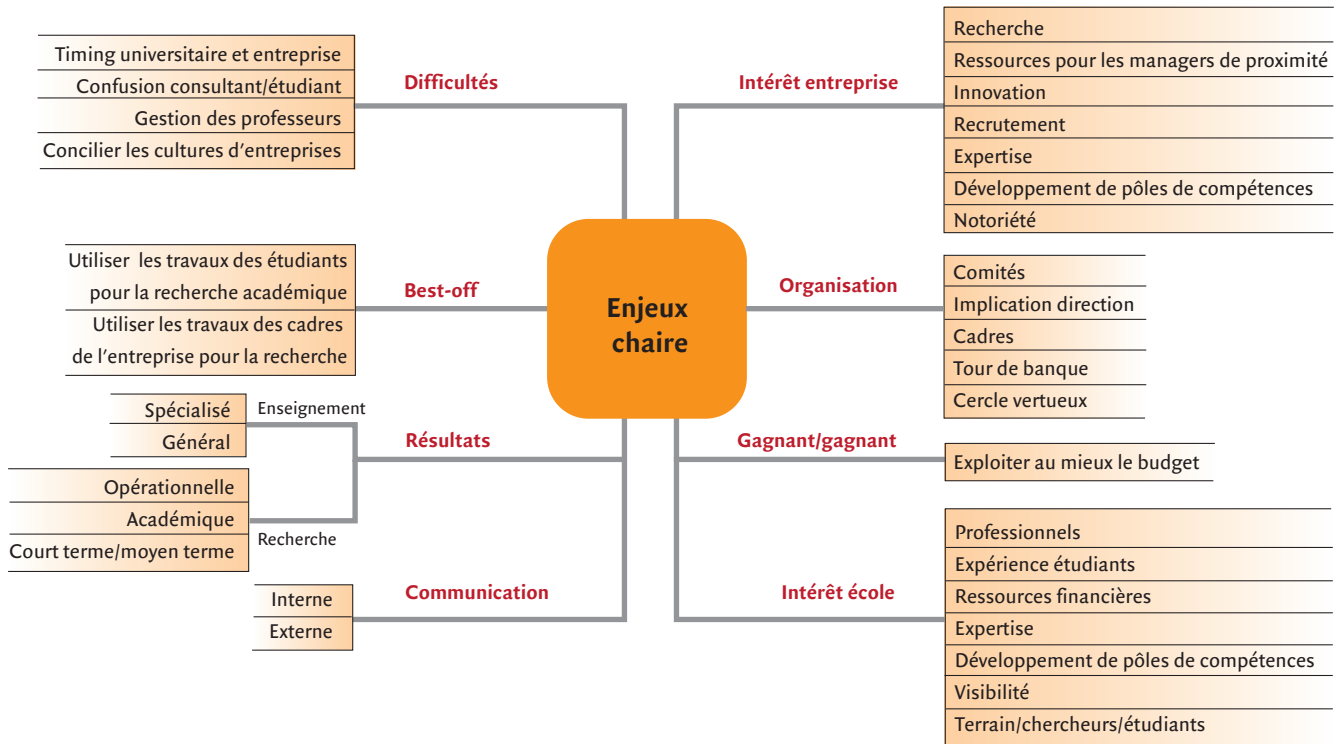 Difficultés
Timing universitaire et entreprise
Confusion consultant/étudiant
Gestion des professeurs
Concilier les cultures d'entreprises
Best-off
Utiliser les travaux des étudiants
pour la recherche académique
Utiliser les travaux des cadres
de l'entreprise pour la recherche
Résultats
Enseignement
Spécialisé
Général
Recherche
Opérationnelle
Académique
Court terme/moyen terme
Communication
Interne
Externe
Enjeux
chaire
Intérêt entreprise
Recherche
Ressources pour les managers de proximité
Innovation
Recrutement
Expertise
Développement de pôles de compétences
Notoriété
Organisation
Comités
Implication direction
Cadres
Tour de banque
Cercle vertueux
Gagnant/gagnant
Exploiter au mieux le budget
Intérêt école
Professionnels
Expérience étudiants
Ressources financières
Expertise
Développement de pôles de compétences
Visibilité
Terrain/chercheurs/étudiants